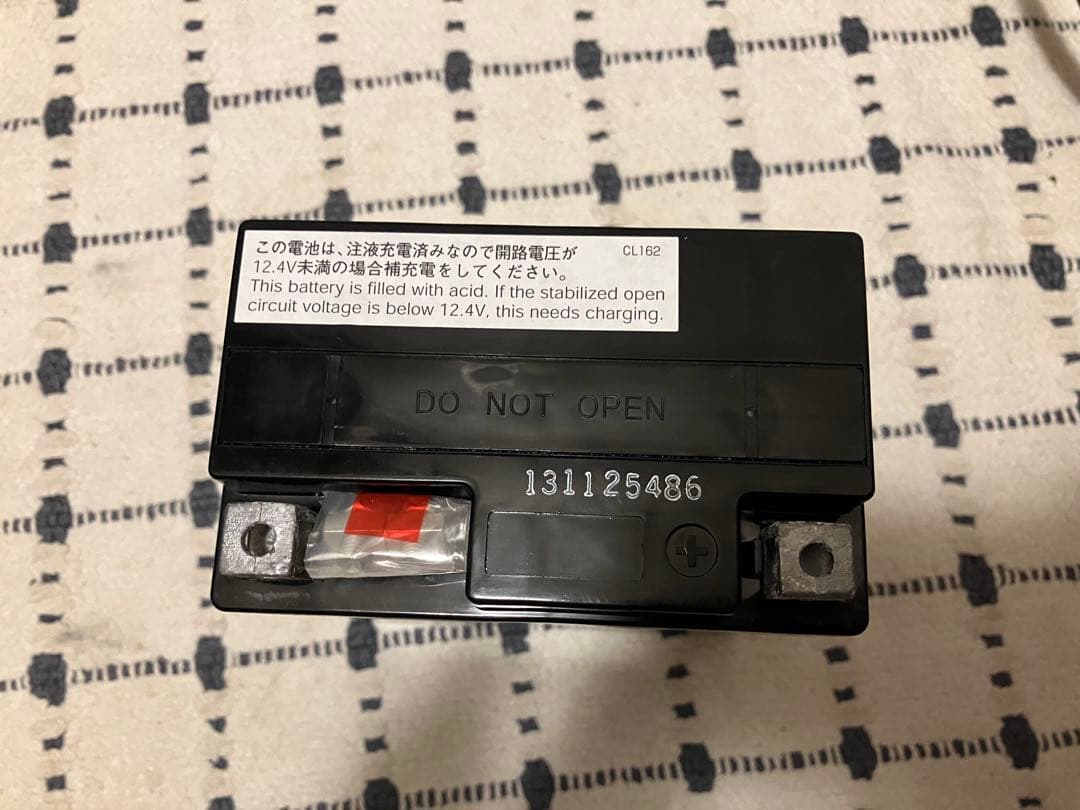 この電池は、注液充電済みなので開路電圧が
CL162
12.4V未満の場合補充電をしてください。
This battery is filled with acid. If the stabilized open
circuit voltage is below 12.4V, this needs charging.
DO NOT OPEN
131125486
+